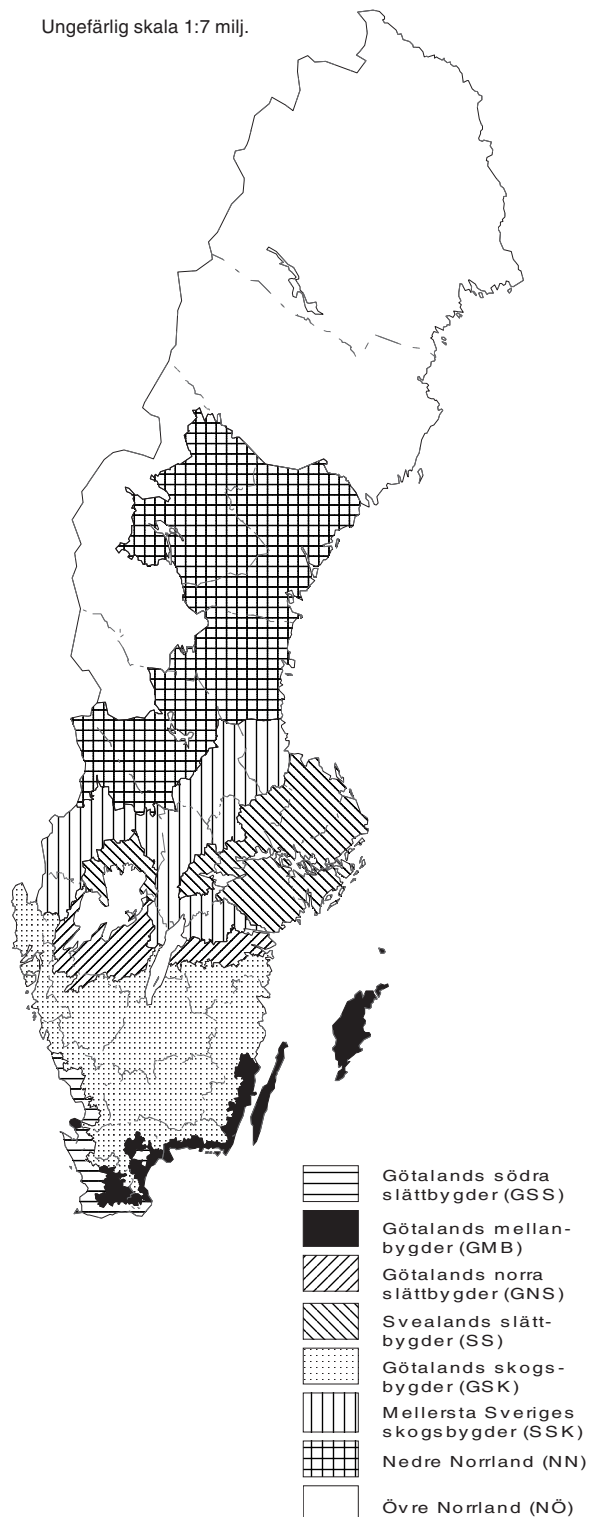 Ungefärlig skala 1:7 milj.
Götalands södra
slättbygder (GSS)
Götalands mellan-
bygder (GMB)
Götalands norra
slättbygder (GNS)
Svealands slätt-
bygder (SS)
Götalands skogs-
bygder (GSK)
Mellersta Sveriges
skogsbygder (SSK)
Nedre Norrland (NN)
Övre Norrland (NÖ)